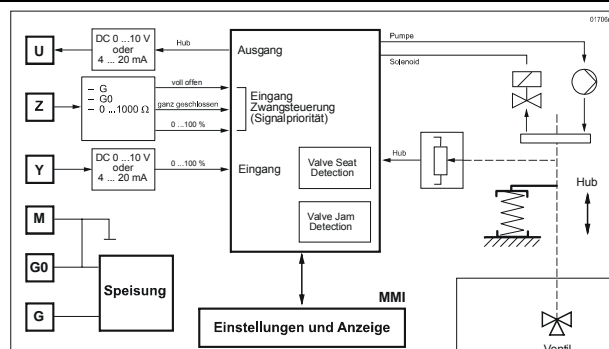 01706
U
DC 0 ...10 V
oder
4 ... 20 mA
Hub
Ausgang
Pumpe
Solenoid
Z
– G
– G0
– 0 ...1000 Ω
voll offen
ganz geschlossen
0 ...100 %
Eingang
Zwangsteuerung
(Signalpriorität)
Y
DC 0 ...10 V
oder
4 ... 20 mA
0 ...100 %
Eingang
Valve Seat
Detection
Valve Jam
Detection
Hub
Hub
M
G0
G
Speisung
MMI
Einstellungen und Anzeige
Ventil